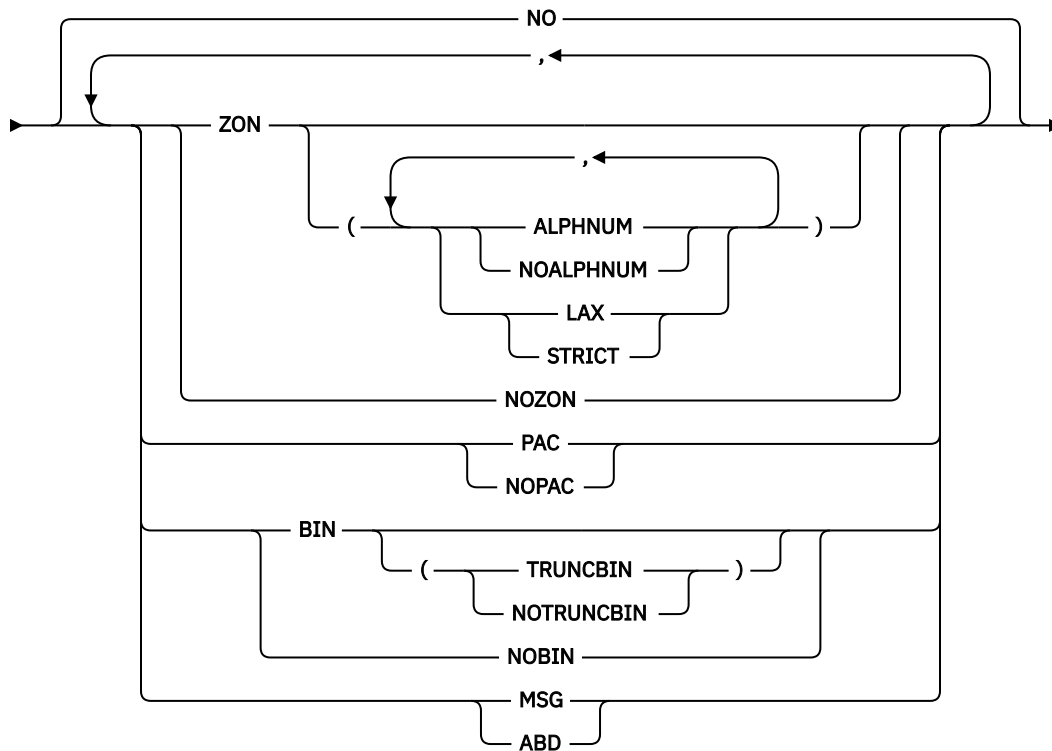 NO
,
ZON
,
( ALPHNUM )
NOALPHNUM
LAX
STRICT
NOZON
PAC
NOPAC
BIN
( TRUNCBIN )
NOTRUNCBIN
NOBIN
MSG
ABD